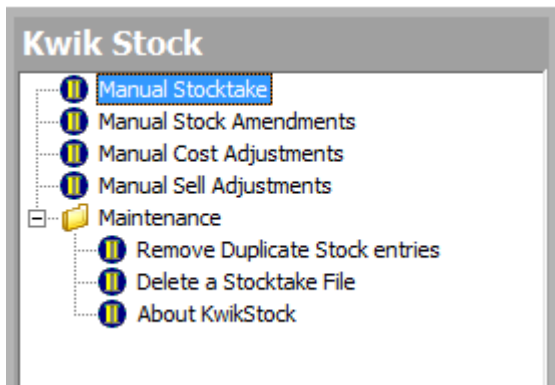 Kwik Stock
Manual Stocktake
Manual Stock Amendments
Manual Cost Adjustments
Manual Sell Adjustments
Maintenance
Remove Duplicate Stock entries
Delete a Stocktake File
About KwikStock